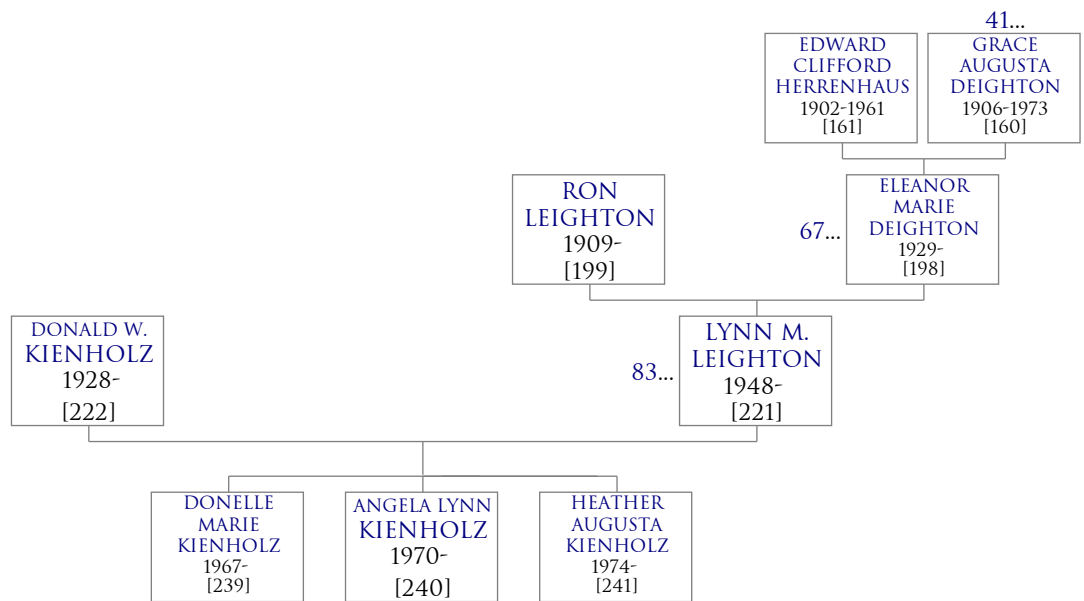 41...
EDWARD
CLIFFORD
HERRENHAUS
1902-1961
[161]
GRACE
AUGUSTA
DEIGHTON
1906-1973
[160]
RON
LEIGHTON
1909-
[199]
67...
ELEANOR
MARIE
DEIGHTON
1929-
[198]
DONALD W.
KIENHOLZ
1928-
[222]
83...
LYNN M.
LEIGHTON
1948-
[221]
DONELLE
MARIE
KIENHOLZ
1967-
[239]
ANGELA LYNN
KIENHOLZ
1970-
[240]
HEATHER
AUGUSTA
KIENHOLZ
1974-
[241]